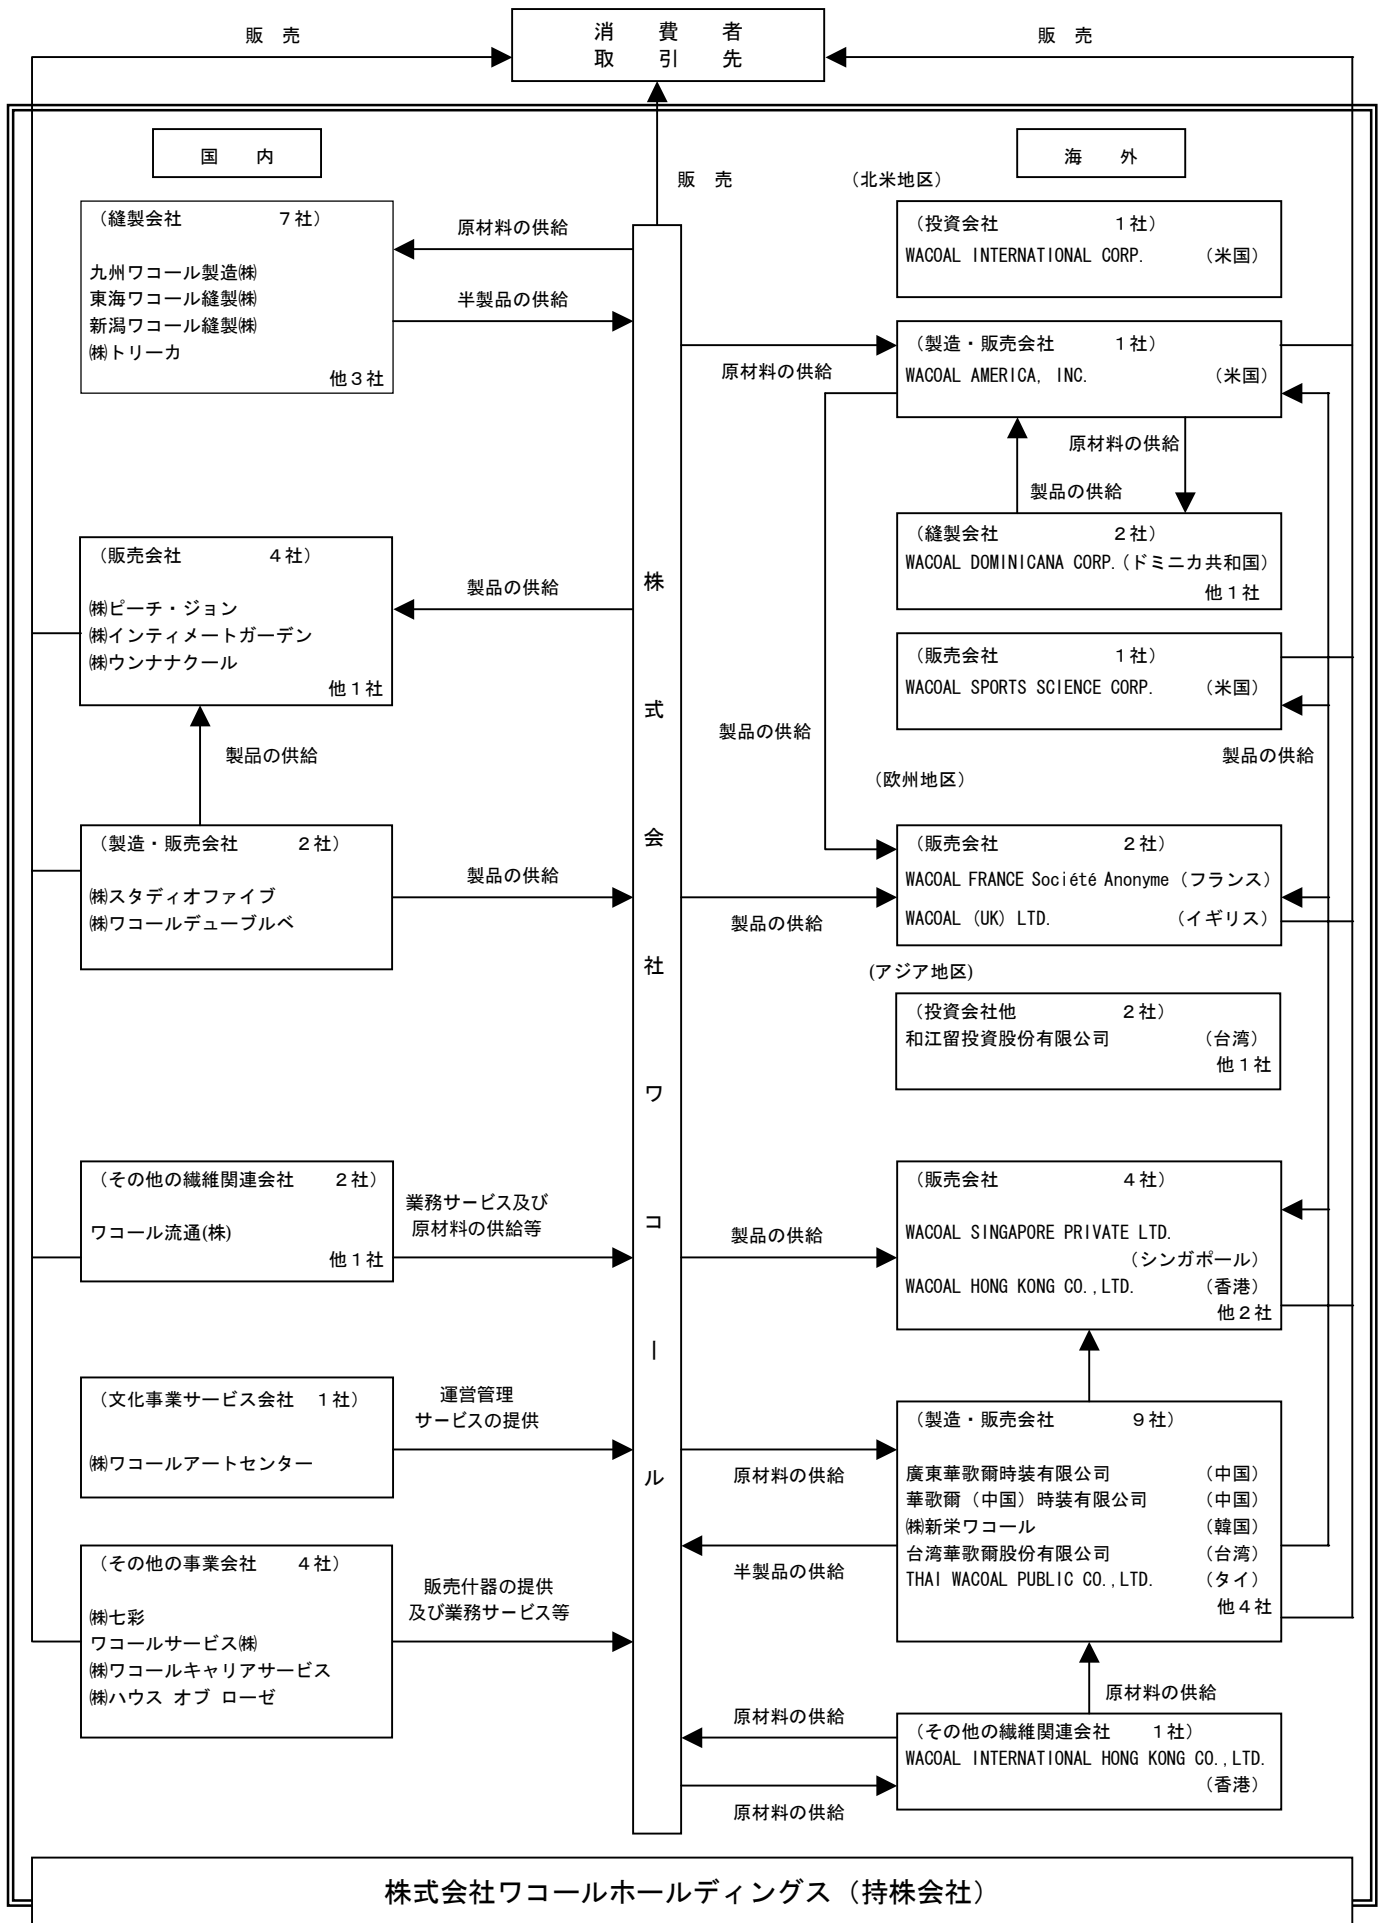 消　費　者
取　引　先
販　売
販　売
国　内
海　外
販　売
（縫製会社　７社）
九州ワコール製造㈱
東海ワコール縫製㈱
新潟ワコール縫製㈱
㈱トリーカ
他３社
原材料の供給
半製品の供給
（販売会社　４社）
㈱ピーチ・ジョン
㈱インティメートガーデン
㈱ウンナナクール
他１社
製品の供給
製品の供給
（製造・販売会社　２社）
㈱スタディオファイブ
㈱ワコールデューブルベ
製品の供給
（その他の繊維関連会社　２社）
ワコール流通(株)
他１社
業務サービス及び
原材料の供給等
（文化事業サービス会社　１社）
㈱ワコールアートセンター
運営管理
サービスの提供
（その他の事業会社　４社）
㈱七彩
ワコールサービス㈱
㈱ワコールキャリアサービス
㈱ハウス オブ ローゼ
販売什器の提供
及び業務サービス等
株式会社ワコール
（北米地区）
（投資会社　１社）
WACOAL INTERNATIONAL CORP.　（米国）
（製造・販売会社　１社）
WACOAL AMERICA, INC.　（米国）
原材料の供給
原材料の供給
製品の供給
（縫製会社　２社）
WACOAL DOMINICANA CORP.（ドミニカ共和国）
他１社
（販売会社　１社）
WACOAL SPORTS SCIENCE CORP.　（米国）
製品の供給
製品の供給
（欧州地区）
（販売会社　２社）
WACOAL FRANCE Société Anonyme（フランス）
WACOAL (UK) LTD.　（イギリス）
製品の供給
(アジア地区)
（投資会社他　２社）
和江留投資股份有限公司　（台湾）
他１社
（販売会社　４社）
WACOAL SINGAPORE PRIVATE LTD.
（シンガポール）
WACOAL HONG KONG CO.,LTD.　（香港）
他２社
製品の供給
（製造・販売会社　９社）
廣東華歌爾時装有限公司　（中国）
華歌爾（中国）時装有限公司　（中国）
㈱新栄ワコール　（韓国）
台湾華歌爾股份有限公司　（台湾）
THAI WACOAL PUBLIC CO.,LTD.　（タイ）
他４社
原材料の供給
半製品の供給
原材料の供給
（その他の繊維関連会社　１社）
WACOAL INTERNATIONAL HONG KONG CO.,LTD.
（香港）
原材料の供給
原材料の供給
株式会社ワコールホールディングス（持株会社）